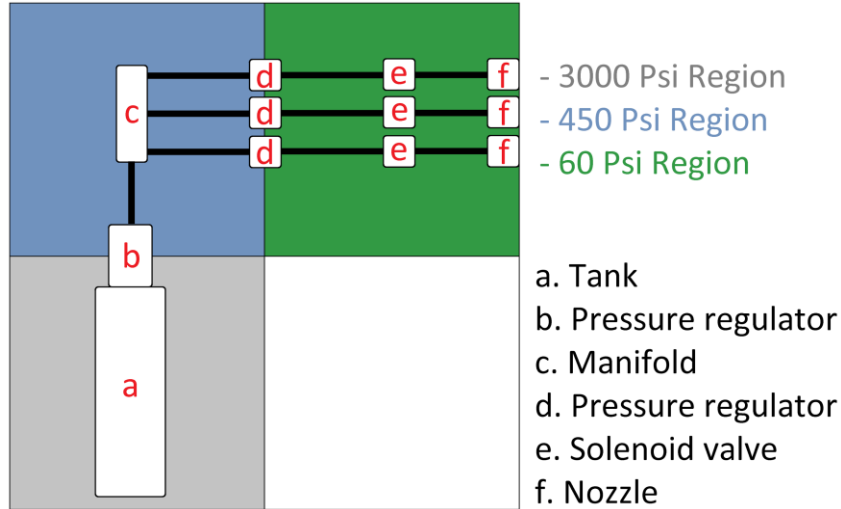 d e f - 3000 Psi Region
c d e f - 450 Psi Region
d e f - 60 Psi Region
b
a
a. Tank
b. Pressure regulator
c. Manifold
d. Pressure regulator
e. Solenoid valve
f. Nozzle